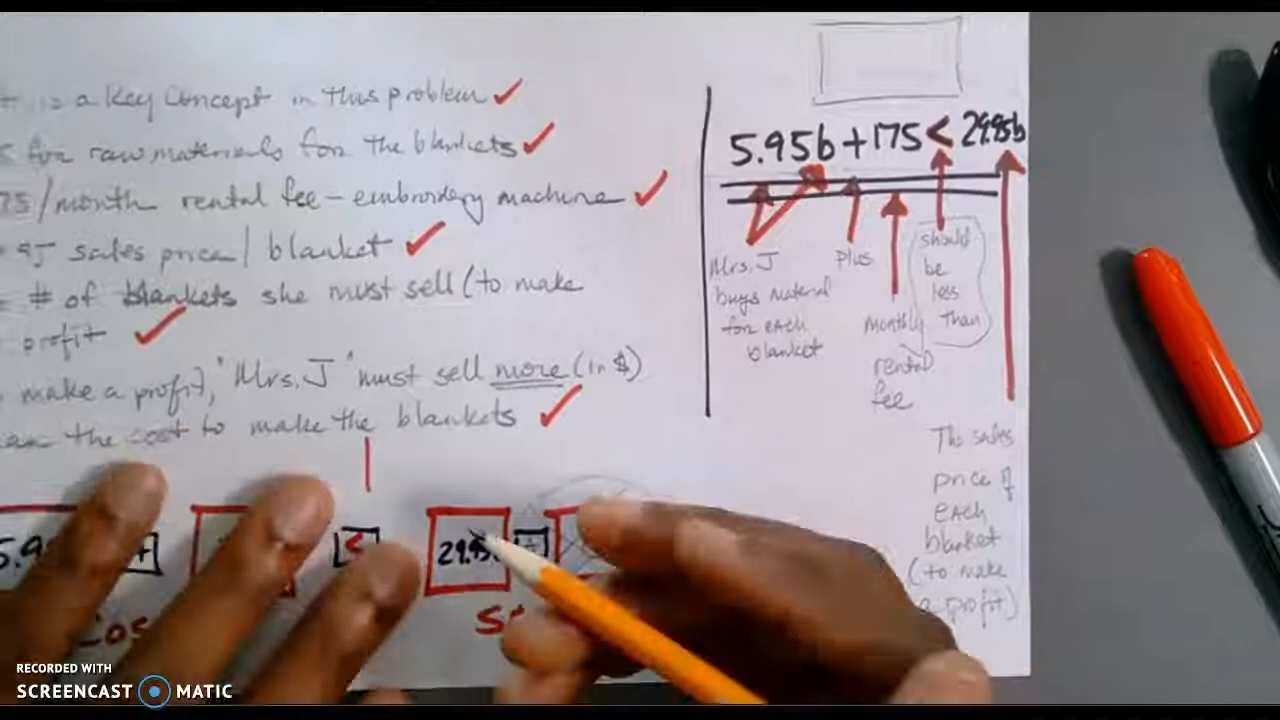 is a key concept in this problem
for raw materials for the blankets
75/month rental fee - embroidery machine
sales price/blanket
# of blankets she must sell (to make
profit
make a profit, "Mrs. J" must sell more (in $)
the cost to make the blankets
5.9
+
<
29.95
5.95b+175<29.95b
Mrs. J
buys material
for each
blanket
Plus
Monthly
rental
fee
should
be
less
than
The sales
price of
each
blanket
(to make
a profit)
RECORDED WITH
SCREENCAST MATIC